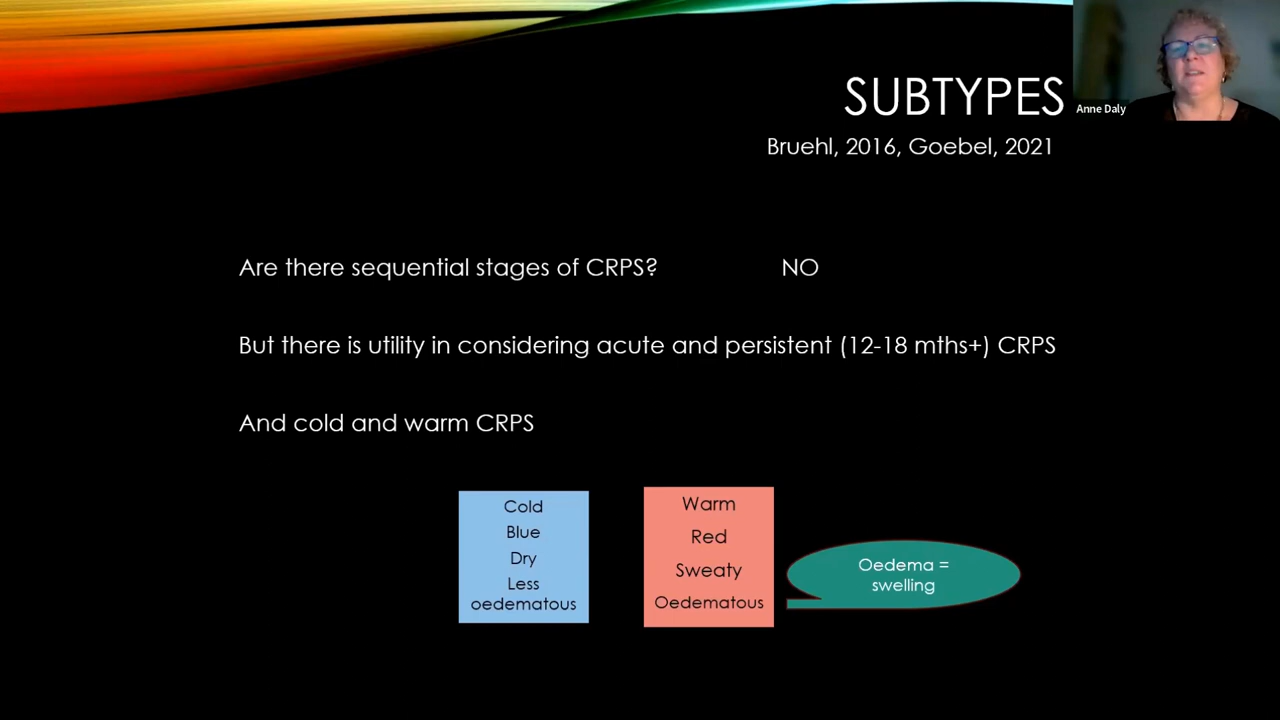 SUBTYPES
Anne Daly
Bruehl, 2016, Goebel, 2021
Are there sequential stages of CRPS? NO
But there is utility in considering acute and persistent (12-18 mths+) CRPS
And cold and warm CRPS
Cold
Blue
Dry
Less
oedematous
Warm
Red
Sweaty
Oedematous
Oedema =
swelling